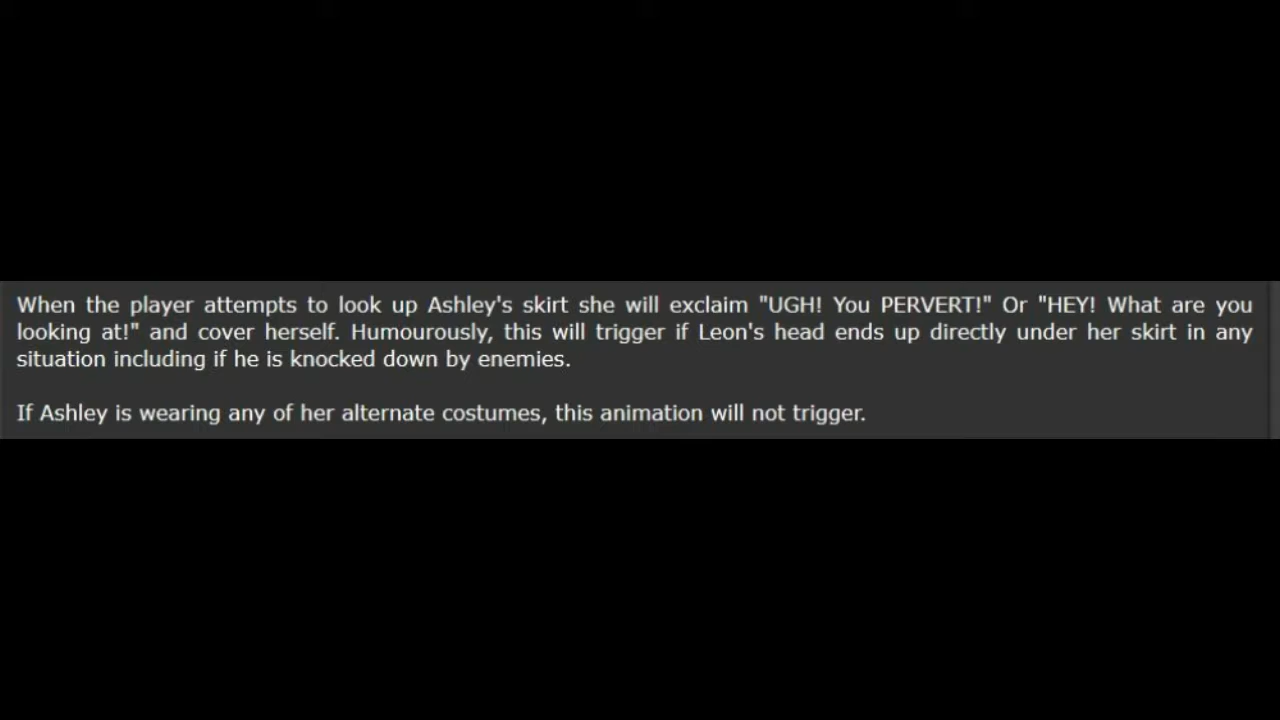 When the player attempts to look up Ashley's skirt she will exclaim "UGH! You PERVERT!" Or "HEY! What are you
looking at!" and cover herself. Humourously, this will trigger if Leon's head ends up directly under her skirt in any
situation including if he is knocked down by enemies.
If Ashley is wearing any of her alternate costumes, this animation will not trigger.